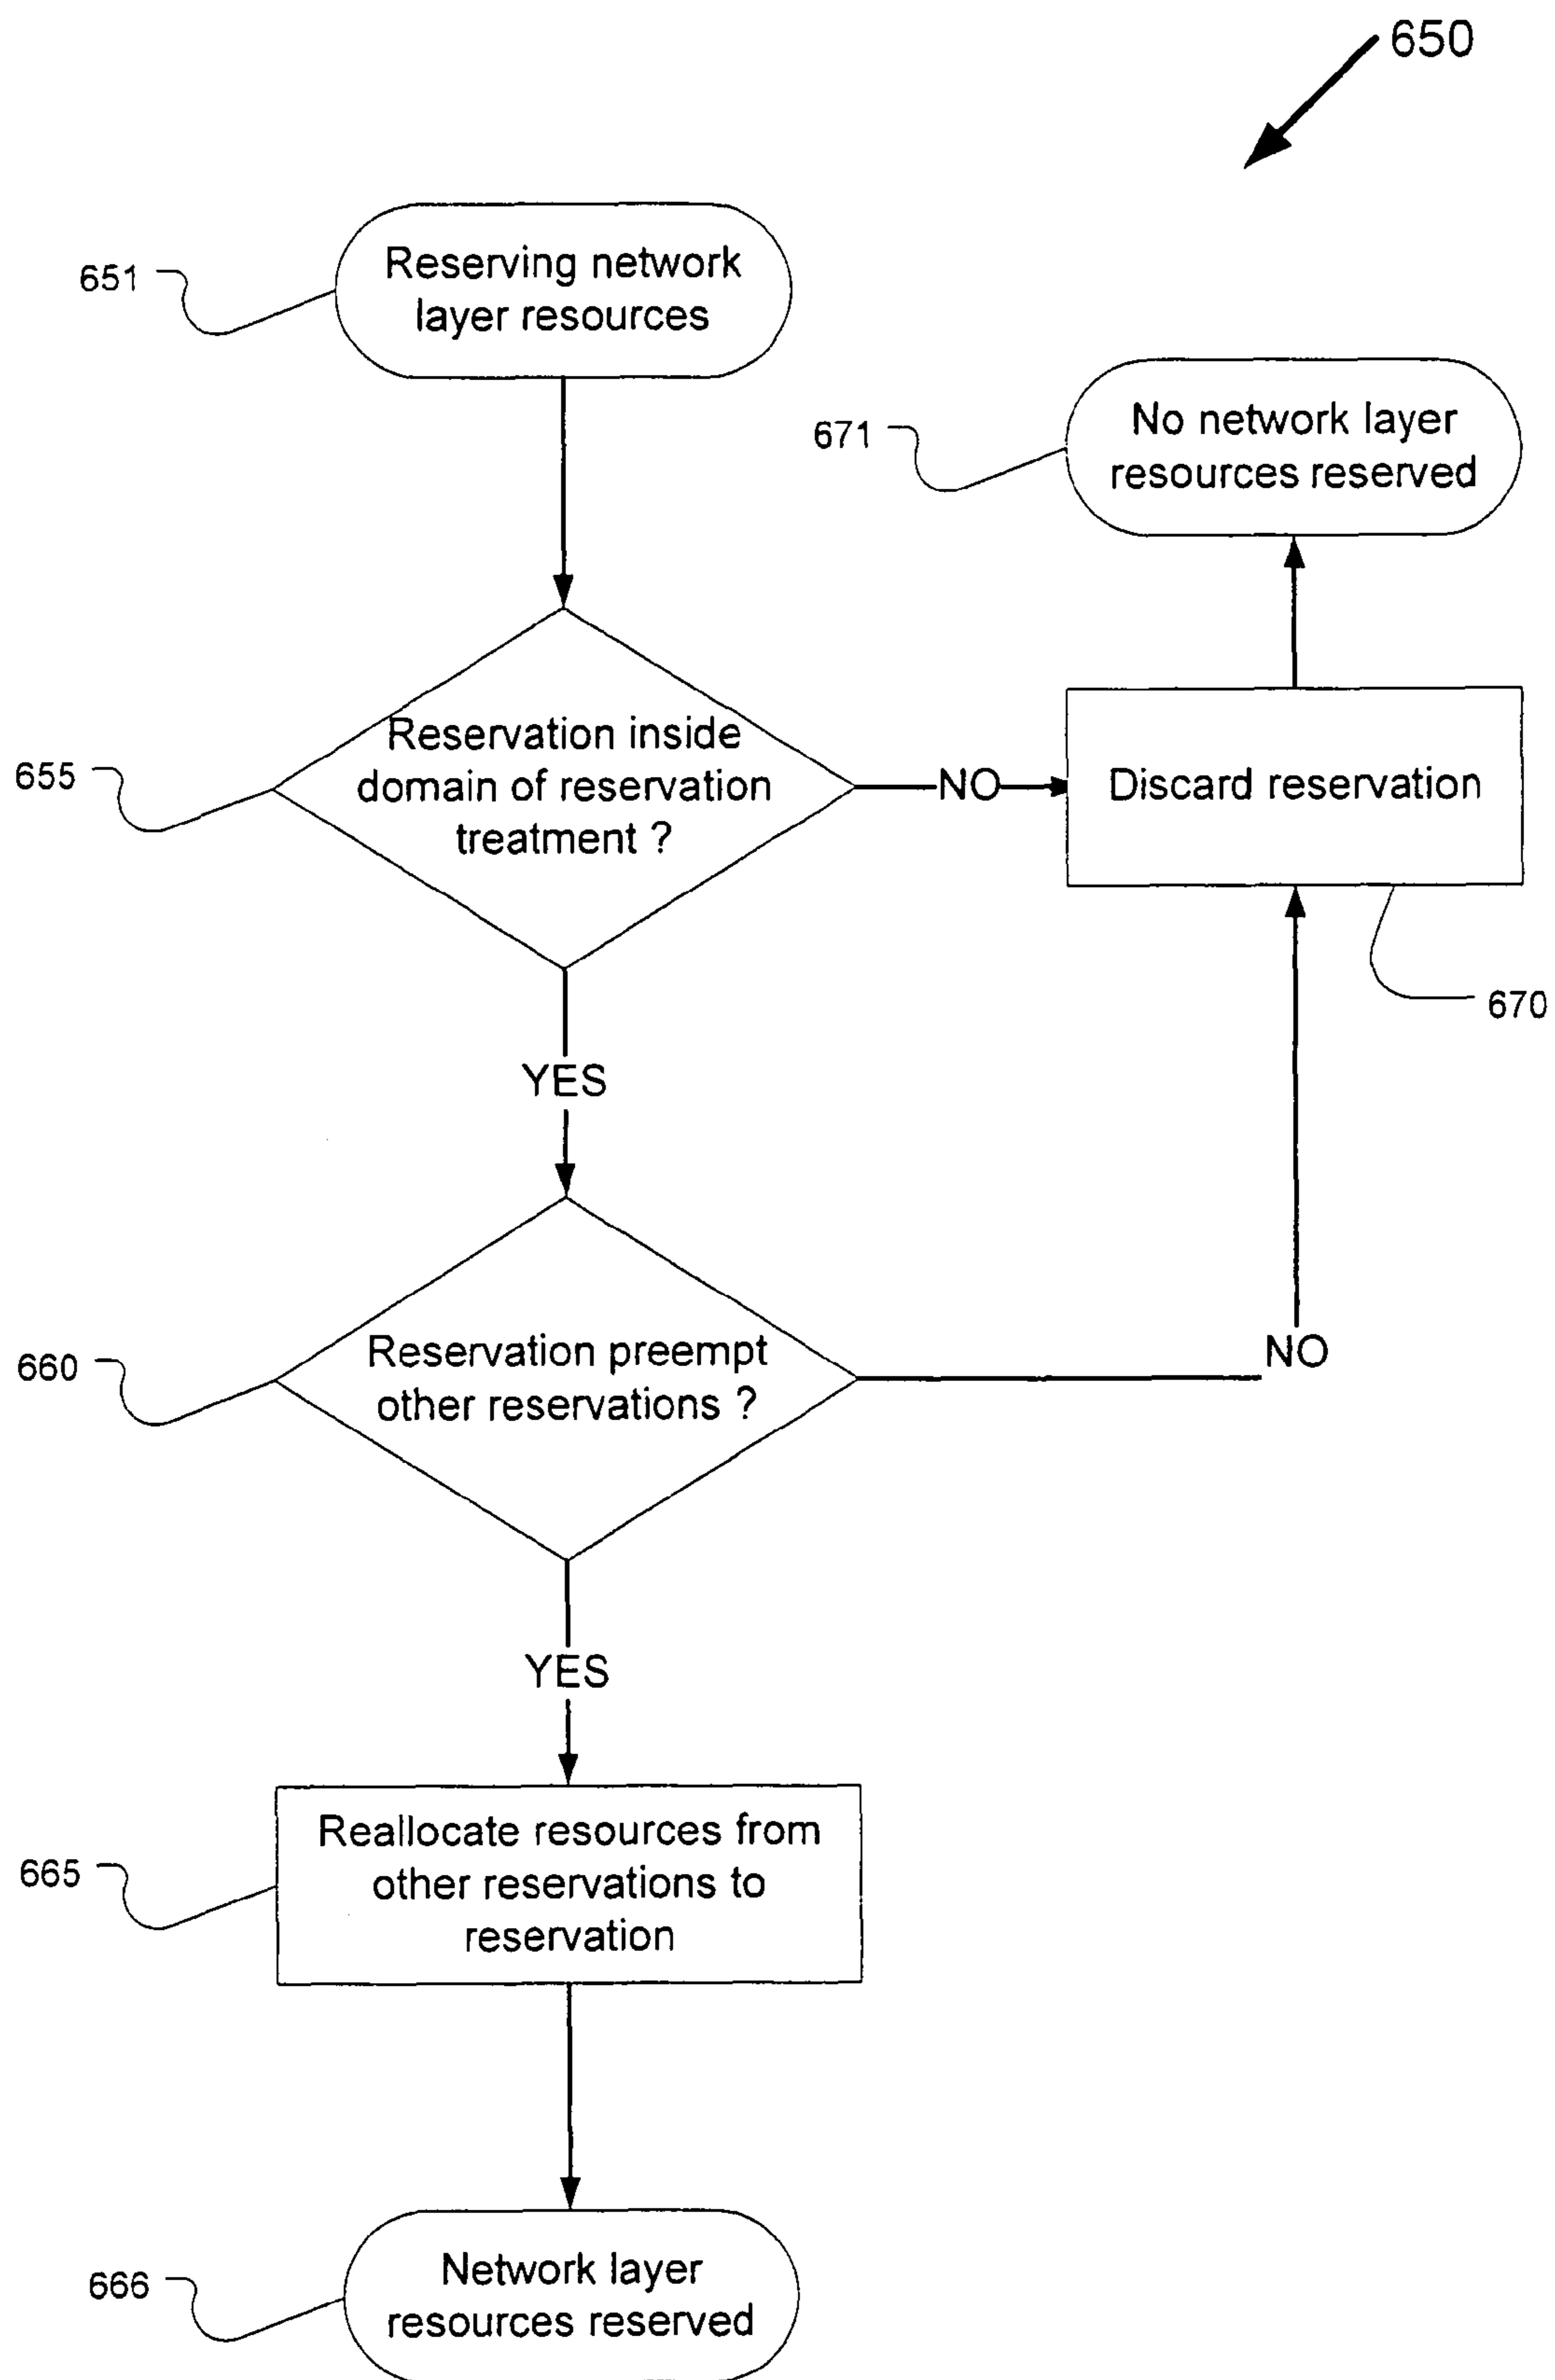 650
651
Reserving network
layer resources
671
No network layer
resources reserved
655
Reservation inside
domain of reservation
treatment ?
NO
Discard reservation
670
YES
660
Reservation preempt
other reservations ?
NO
YES
665
Reallocate resources from
other reservations to
reservation
666
Network layer
resources reserved